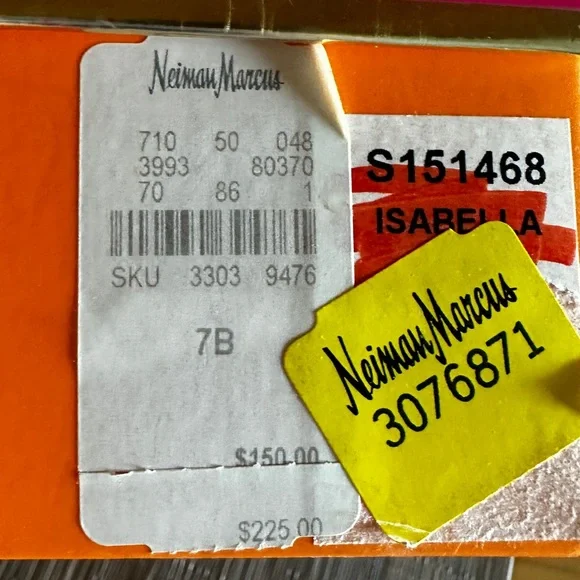 Neiman Marcus
710 50 048
3993 80370
70 86 1
SKU 3303 9476
7B
$150.00
$225.00
S151468
ISABELLA
Neiman Marcus
3076871